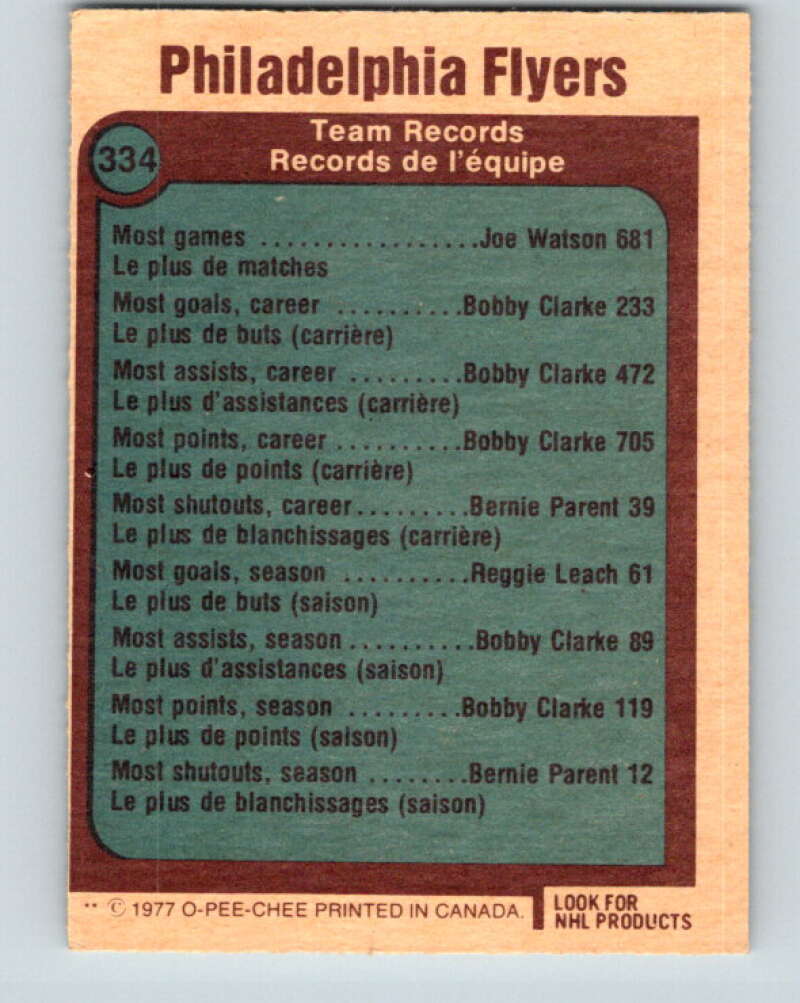 Philadelphia Flyers
334
Team Records
Records de l'équipe
Most games .................Joe Watson 681
Le plus de matches
Most goals, career ..........Bobby Clarke 233
Le plus de buts (carrière)
Most assists, career .........Bobby Clarke 472
Le plus d'assistances (carrière)
Most points, career ..........Bobby Clarke 705
Le plus de points (carrière)
Most shutouts, career.........Bernie Parent 39
Le plus de blanchissages (carrière)
Most goals, season ..........Reggie Leach 61
Le plus de buts (saison)
Most assists, season ..........Bobby Clarke 89
Le plus d'assistances (saison)
Most points, season .........Bobby Clarke 119
Le plus de points (saison)
Most shutouts, season ........Bernie Parent 12
Le plus de blanchissages (saison)
** © 1977 O-PEE-CHEE PRINTED IN CANADA.
LOOK FOR
NHL PRODUCTS